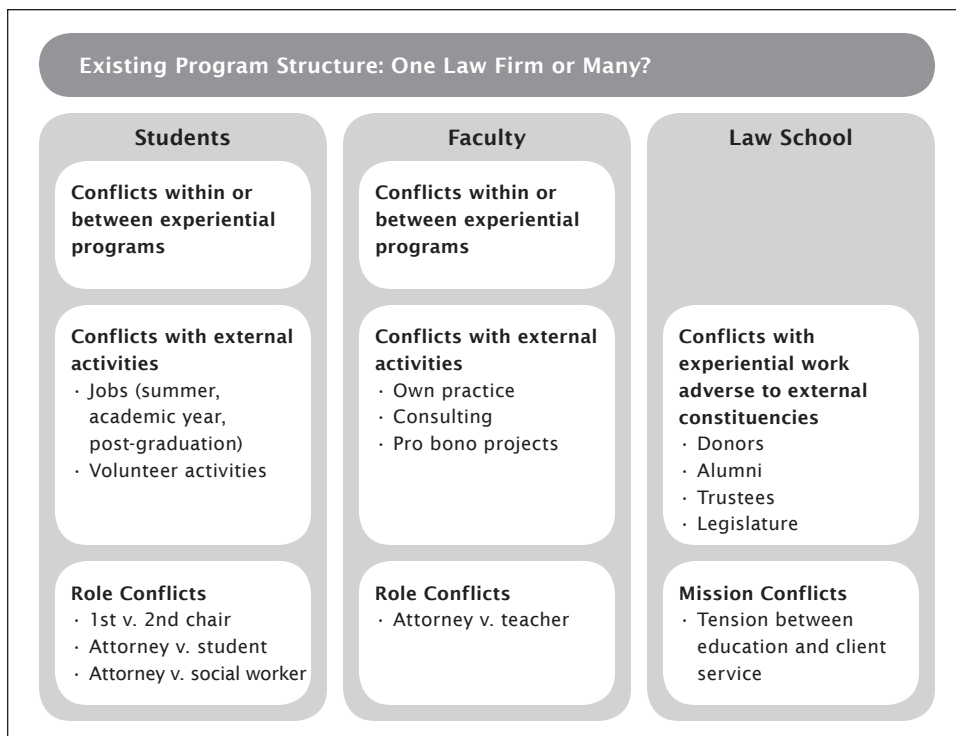 Existing Program Structure: One Law Firm or Many?
Students
Conflicts within or
between experiential
programs
Conflicts with external
activities
· Jobs (summer,
academic year,
post-graduation)
· Volunteer activities
Role Conflicts
· 1st v. 2nd chair
· Attorney v. student
· Attorney v. social worker
Faculty
Conflicts within or
between experiential
programs
Conflicts with external
activities
· Own practice
· Consulting
· Pro bono projects
Role Conflicts
· Attorney v. teacher
Law School
Conflicts with
experiential work
adverse to external
constituencies
· Donors
· Alumni
· Trustees
· Legislature
Mission Conflicts
· Tension between
education and client
service